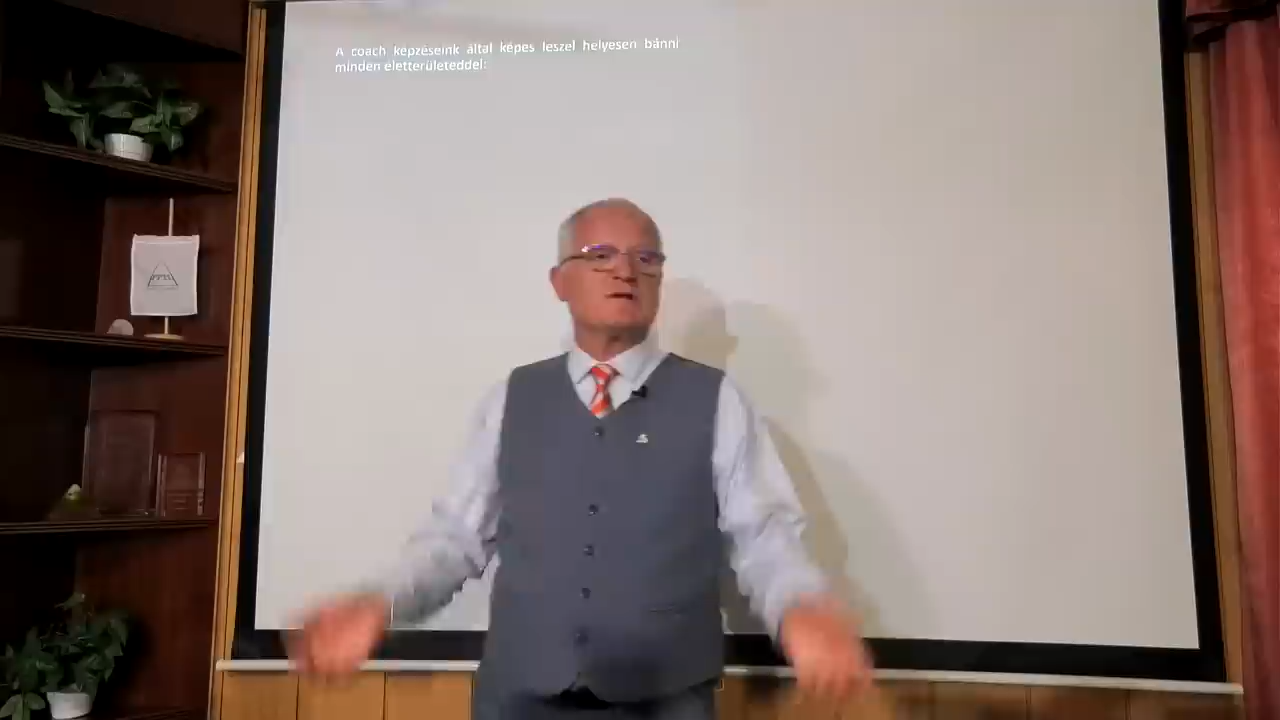 A coach képzéseink által képes leszel helyesen bánni
minden életterületeddel: